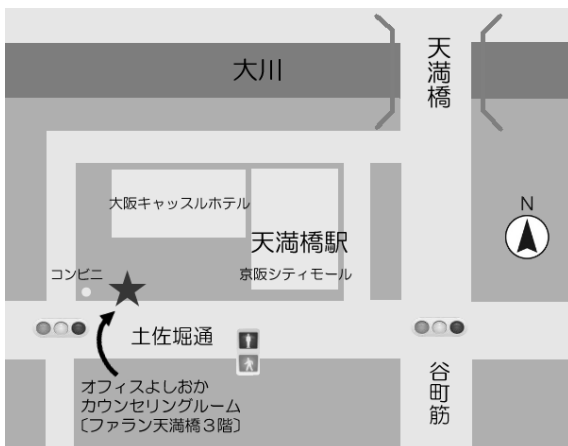 大川
天満橋
大阪キャッスルホテル
天満橋駅
京阪シティモール
N
コンビニ
土佐堀通
谷町筋
オフィスよしおか
カウンセリングルーム
〔ファラン天満橋3階〕